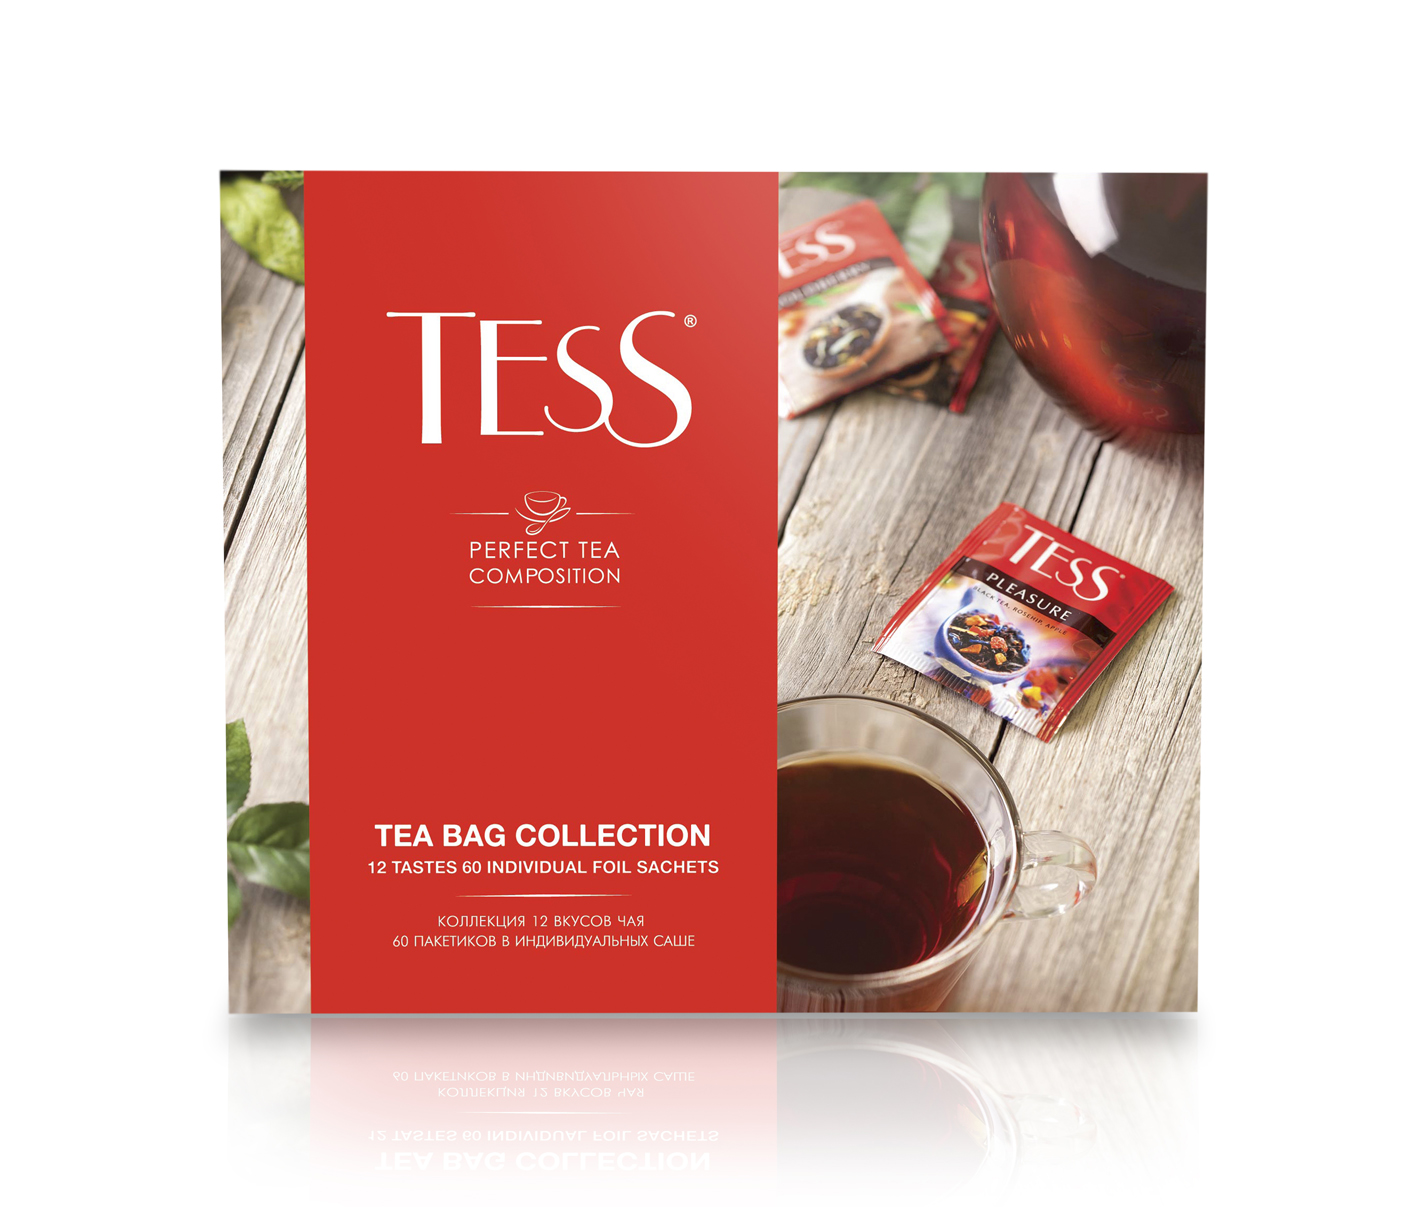 TESS®
PERFECT TEA
COMPOSITION
TEA BAG COLLECTION
12 TASTES 60 INDIVIDUAL FOIL SACHETS
КОЛЛЕКЦИЯ 12 ВКУСОВ ЧАЯ
60 ПАКЕТИКОВ В ИНДИВИДУАЛЬНЫХ САШЕ
TESS
TESS®
PLEASURE
BLACK TEA, ROSEHIP, APPLE